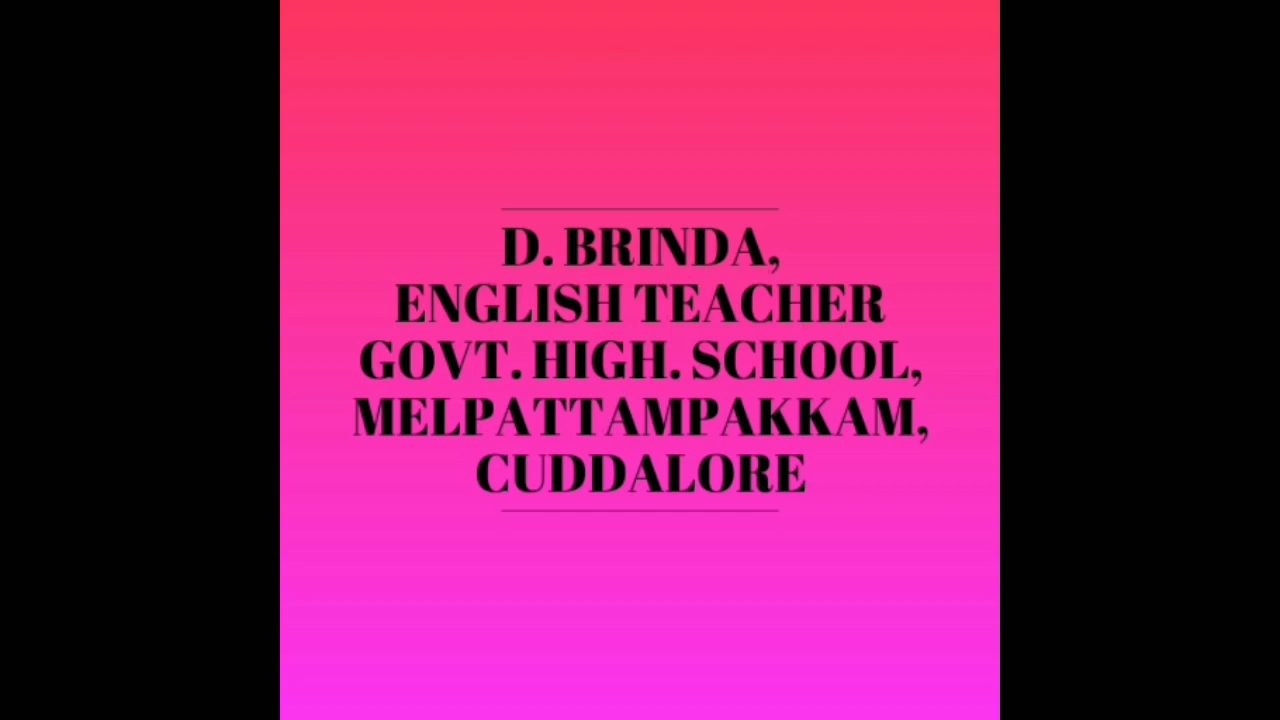 D. BRINDA,
ENGLISH TEACHER
GOVT. HIGH. SCHOOL,
MELPATTAMPAKKAM,
CUDDALORE